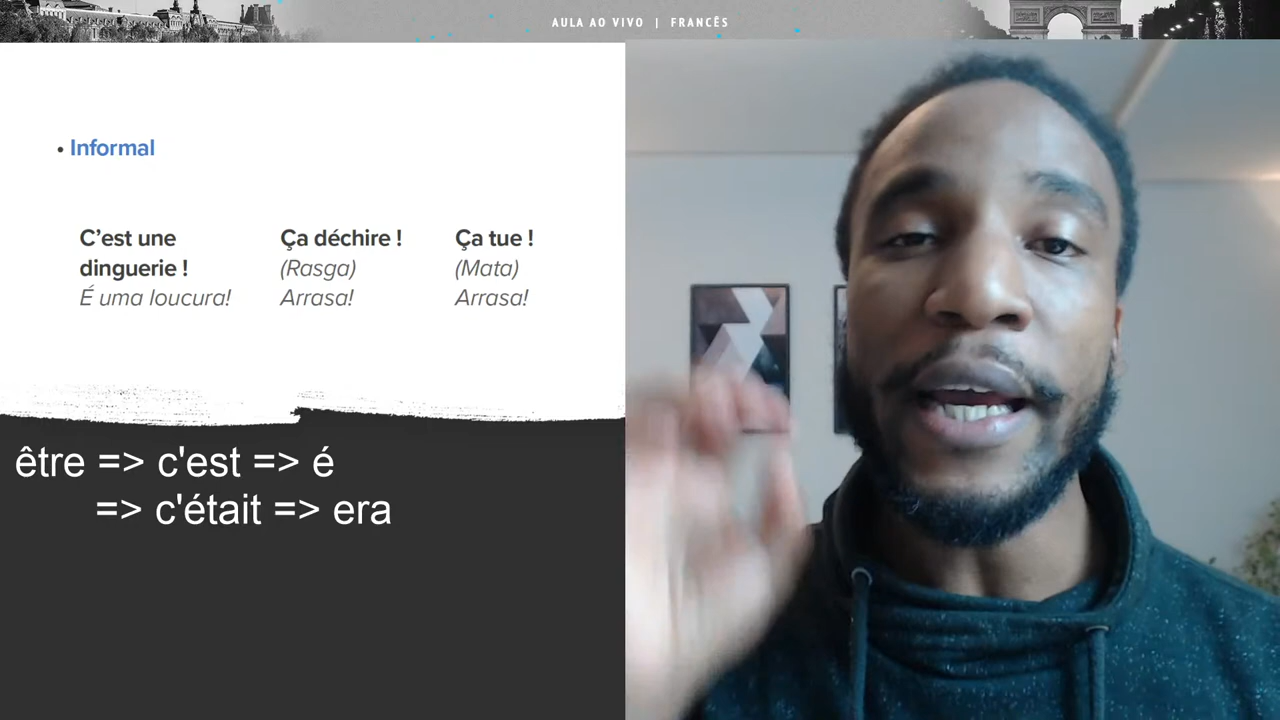 AULA AO VIVO | FRANCÊS
• Informal
C'est une
dinguerie !
É uma loucura!
Ça déchire !
(Rasga)
Arrasa!
Ça tue !
(Mata)
Arrasa!
être => c'est => é
=> c'était => era